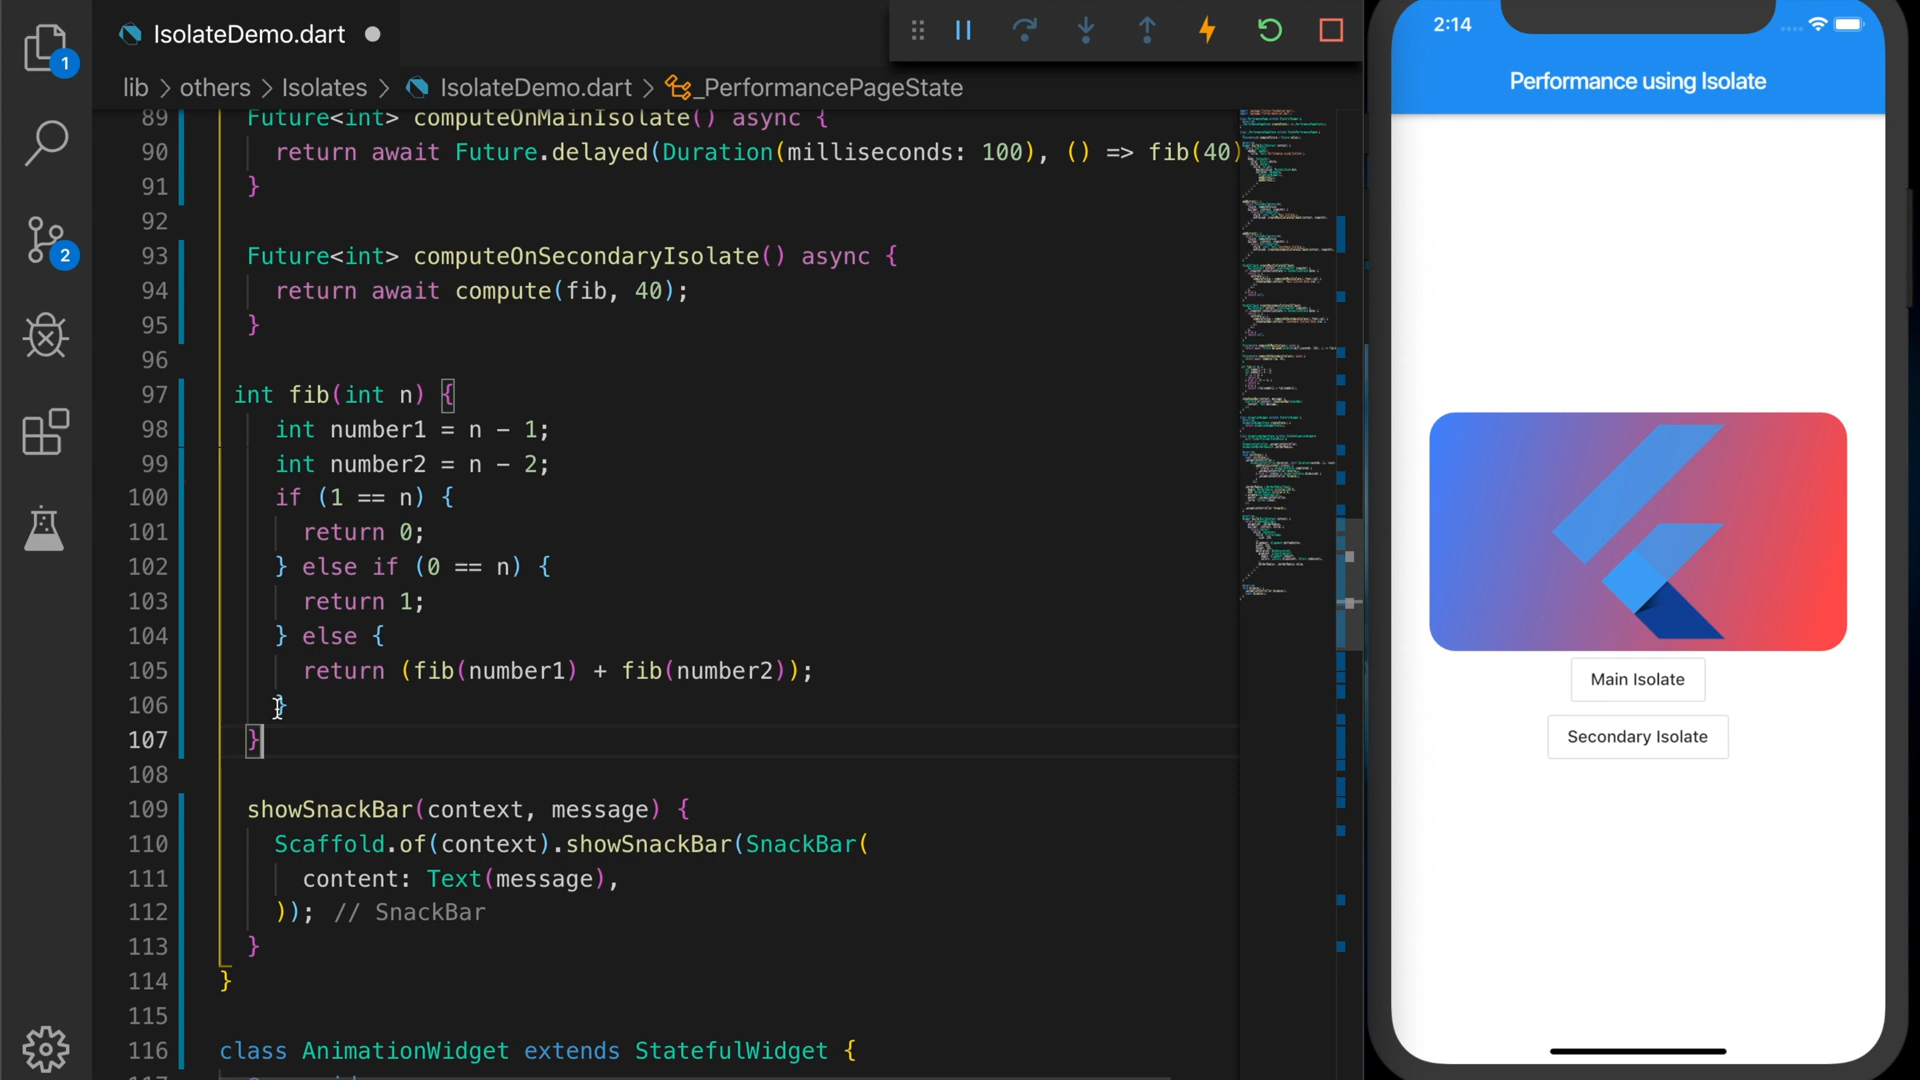 IsolateDemo.dart
lib > others > Isolates > IsolateDemo.dart > _PerformancePageState
1
2
89 Future<int> computeOnMainIsolate() async {
90 return await Future.delayed(Duration(milliseconds: 100), () => fib(40)
91 }
92
93 Future<int> computeOnSecondaryIsolate() async {
94 return await compute(fib, 40);
95 }
96
97 int fib(int n) {
98 int number1 = n - 1;
99 int number2 = n - 2;
100 if (1 == n) {
101 return 0;
102 } else if (0 == n) {
103 return 1;
104 } else {
105 return (fib(number1) + fib(number2));
106 }
107 }
108
109 showSnackBar(context, message) {
110 Scaffold.of(context).showSnackBar(SnackBar(
111 content: Text(message),
112 )); // SnackBar
113 }
114 }
115
116 class AnimationWidget extends StatefulWidget {
2:14
Performance using Isolate
Main Isolate
Secondary Isolate